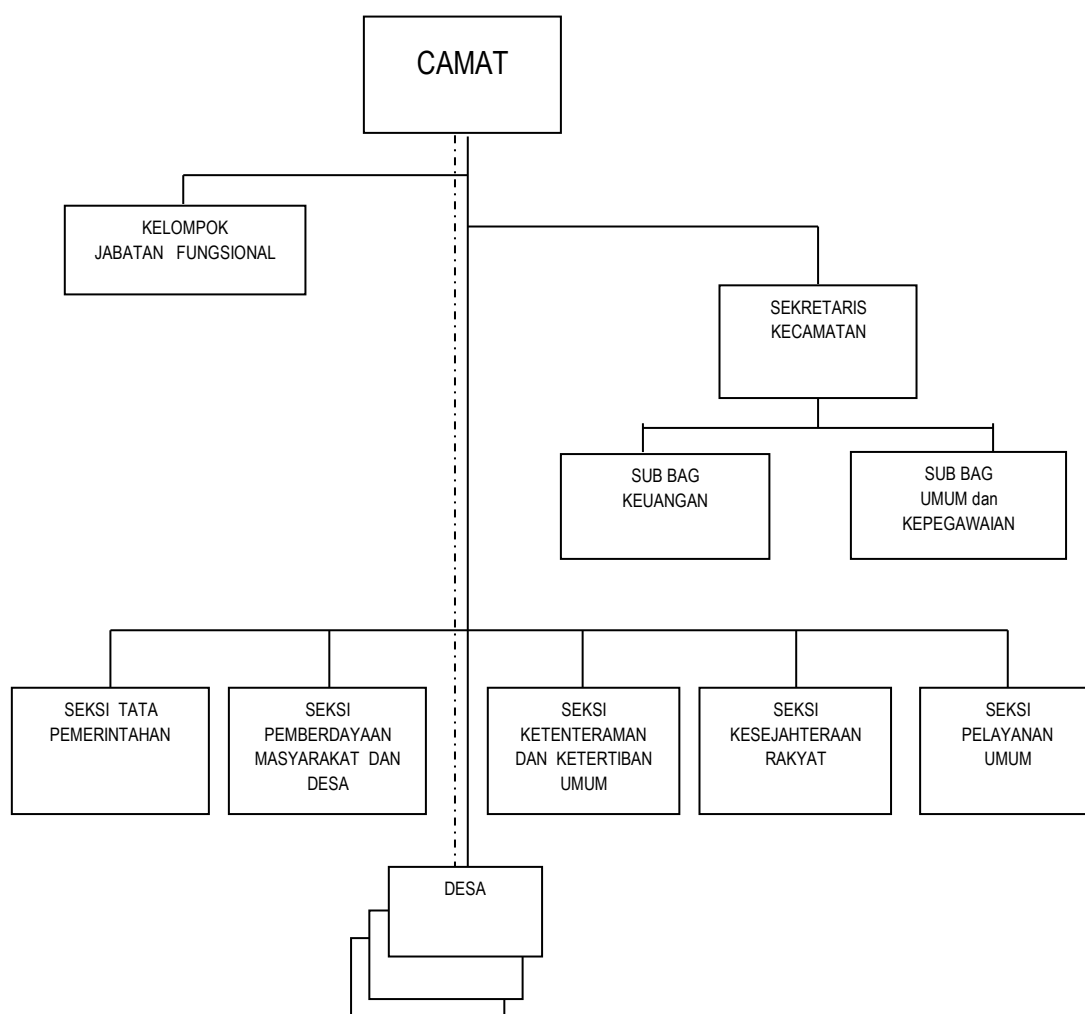 CAMAT
KELOMPOK
JABATAN FUNGSIONAL
SEKRETARIS
KECAMATAN
SUB BAG
KEUANGAN
SUB BAG
UMUM dan
KEPEGAWAIAN
SEKSI TATA
PEMERINTAHAN
SEKSI
PEMBERDAYAAN
MASYARAKAT DAN
DESA
SEKSI
KETENTERAMAN
DAN KETERTIBAN
UMUM
SEKSI
KESEJAHTERAAN
RAKYAT
SEKSI
PELAYANAN
UMUM
DESA